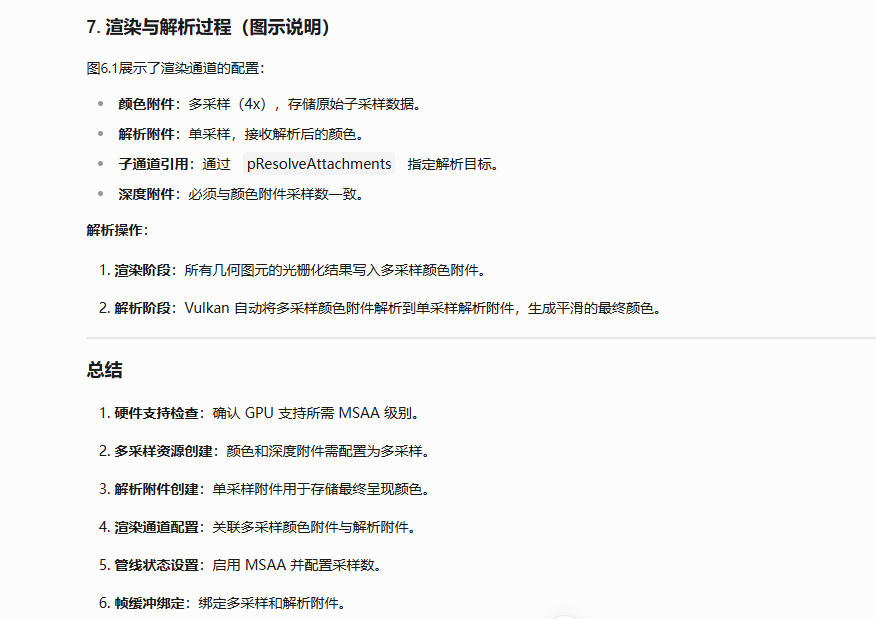 7. 渲染与解析过程（图示说明）
图6.1展示了渲染通道的配置：
• 颜色附件：多采样（4x），存储原始子采样数据。
• 解析附件：单采样，接收解析后的颜色。
• 子通道引用：通过 pResolveAttachments 指定解析目标。
• 深度附件：必须与颜色附件采样数一致。
解析操作：
1. 渲染阶段：所有几何图元的光栅化结果写入多采样颜色附件。
2. 解析阶段：Vulkan 自动将多采样颜色附件解析到单采样解析附件，生成平滑的最终颜色。
总结
1. 硬件支持检查：确认 GPU 支持所需 MSAA 级别。
2. 多采样资源创建：颜色和深度附件需配置为多采样。
3. 解析附件创建：单采样附件用于存储最终呈现颜色。
4. 渲染通道配置：关联多采样颜色附件与解析附件。
5. 管线状态设置：启用 MSAA 并配置采样数。
6. 帧缓冲绑定：绑定多采样和解析附件。